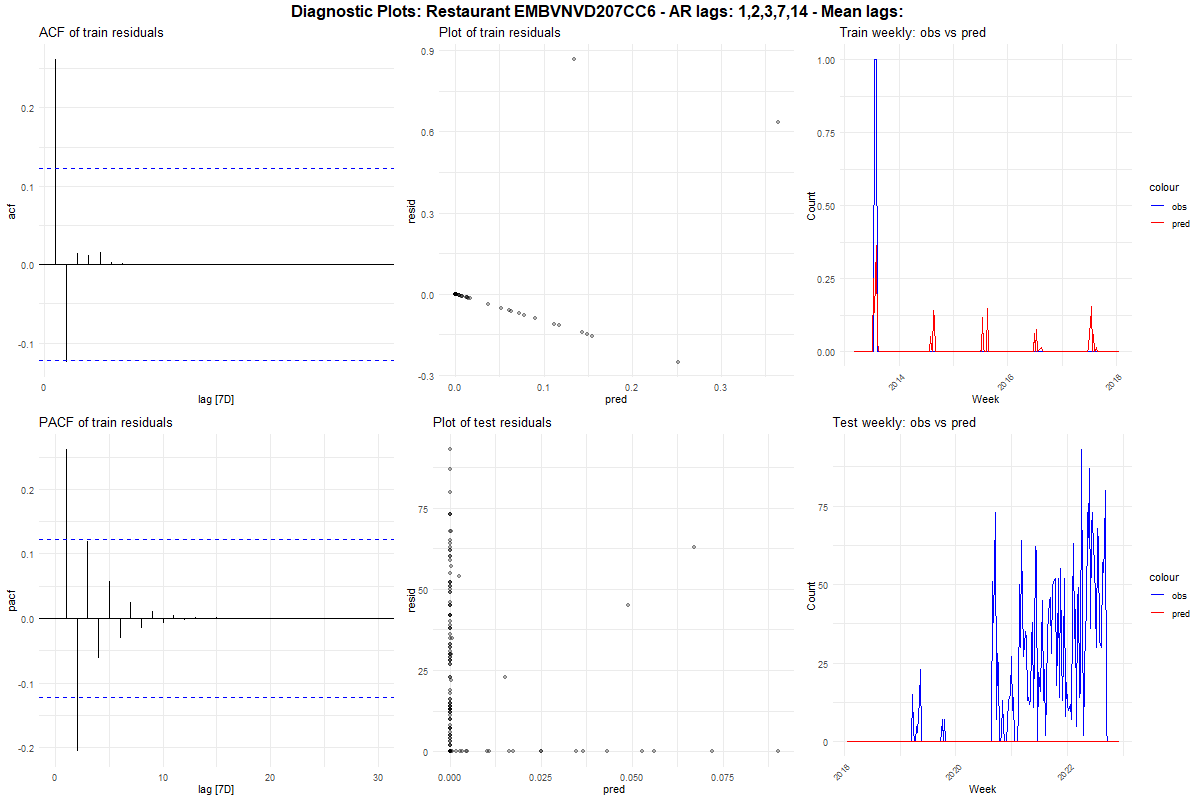 Diagnostic Plots: Restaurant EMBVNVD207CC6 - AR lags: 1,2,3,7,14 - Mean lags:
ACF of train residuals
acf
0.2
0.1
0.0
-0.1
0
lag [7D]
Plot of train residuals
resid
0.9
0.6
0.3
0.0
-0.3
0.0
0.1
0.2
0.3
pred
Train weekly: obs vs pred
Count
1.00
0.75
0.50
0.25
0.00
2014
2016
2018
Week
colour
obs
pred
PACF of train residuals
pacf
0.2
0.1
0.0
-0.1
-0.2
0
10
20
30
lag [7D]
Plot of test residuals
resid
75
50
25
0
0.000
0.025
0.050
0.075
pred
Test weekly: obs vs pred
Count
75
50
25
0
2018
2020
2022
Week
colour
obs
pred